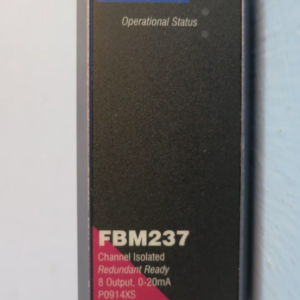 Operational Status
FBM237
Channel Isolated
Redundant Ready
8 Output, 0-20mA
P0914XS